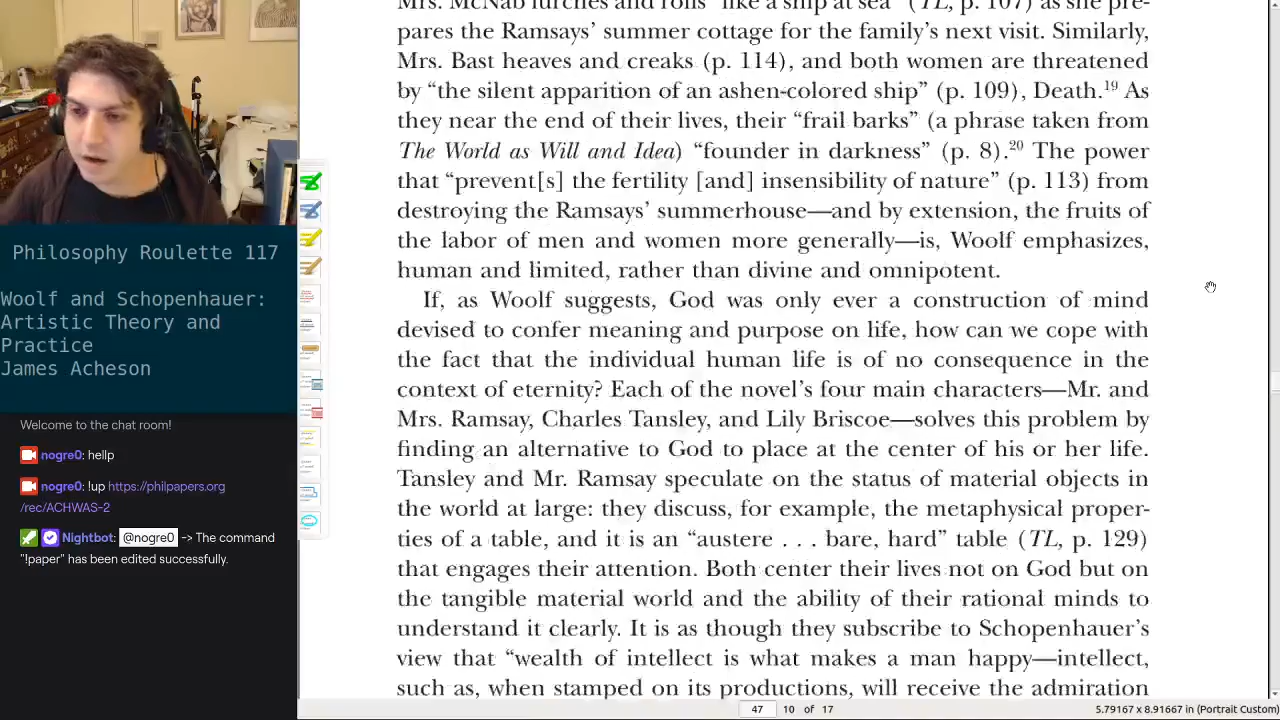 Mrs. McNab lurches and rolls "like a ship at sea" (TL, p. 107) as she pre-
pares the Ramsays' summer cottage for the family's next visit. Similarly,
Mrs. Bast heaves and creaks (p. 114), and both women are threatened
by "the silent apparition of an ashen-colored ship" (p. 109), Death.19 As
they near the end of their lives, their "frail barks" (a phrase taken from
The World as Will and Idea) "founder in darkness" (p. 8).20 The power
that "prevent[s] the fertility [and] insensibility of nature" (p. 113) from
destroying the Ramsays' summer house—and by extension, the fruits of
the labor of men and women more generally—is, Woolf emphasizes,
human and limited, rather than divine and omnipotent.
If, as Woolf suggests, God is only ever a construction of mind
devised to confer meaning and purpose on life, how can we cope with
the fact that an individual human life is of no consequence in the
context of eternity? Each of the novel's four main characters—Mr. and
Mrs. Ramsay, Charles Tansley, and Lily Briscoe—solves the problem by
finding an alternative to God to place at the center of his or her life.
Tansley and Mr. Ramsay speculate on the status of material objects in
the world at large: they discuss, for example, the metaphysical proper-
ties of a table, and it is an "austere . . . bare, hard" table (TL, p. 129)
that engages their attention. Both center their lives not on God but on
the tangible material world and the ability of their rational minds to
understand it clearly. It is as though they subscribe to Schopenhauer's
view that "wealth of intellect is what makes a man happy—intellect,
such as, when stamped on its productions, will receive the admiration
47 10 of 17 5.79167 x 8.91667 in (Portrait Custom)
Philosophy Roulette 117
Woolf and Schopenhauer:
Artistic Theory and
Practice
James Acheson
Welcome to the chat room!
nogre0: hellp
nogre0: !up https://philpapers.org
/rec/ACHWAS-2
Nightbot: @nogre0 -> The command
"!paper" has been edited successfully.